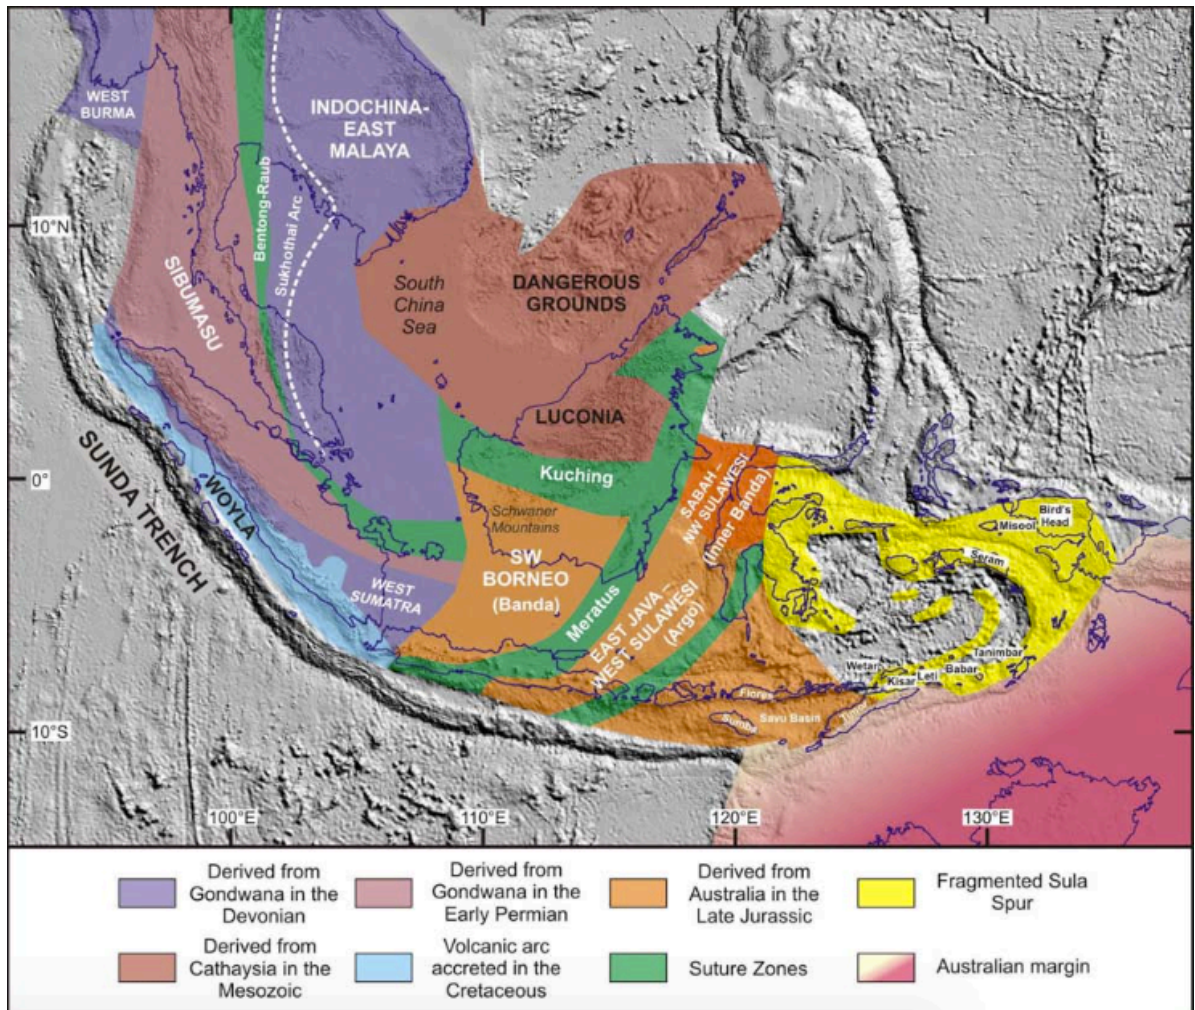 WEST
BURMA
INDOCHINA-
EAST
MALAYA
10°N
Bentong-Raub
Sukhothai Arc
SIBUMASU
South
China
Sea
DANGEROUS
GROUNDS
LUCONIA
SUNDA TRENCH
0°
WOYLA
Kuching
Schwaner
Mountains
SW
BORNEO
(Banda)
WEST
SUMATRA
Meratus
EAST JAVA –
WEST SULAWESI
(Argo)
SABAH –
NW SULAWESI
(Inner Banda)
Bird's
Head
Misool
Seram
Tanimbar
Babar
Leti
Kisar
Wetar
Timor
Flores
Sumba
Savu Basin
10°S
100°E
110°E
120°E
130°E
Derived from
Gondwana in the
Devonian
Derived from
Gondwana in the
Early Permian
Derived from
Australia in the
Late Jurassic
Fragmented Sula
Spur
Derived from
Cathaysia in the
Mesozoic
Volcanic arc
accreted in the
Cretaceous
Suture Zones
Australian margin